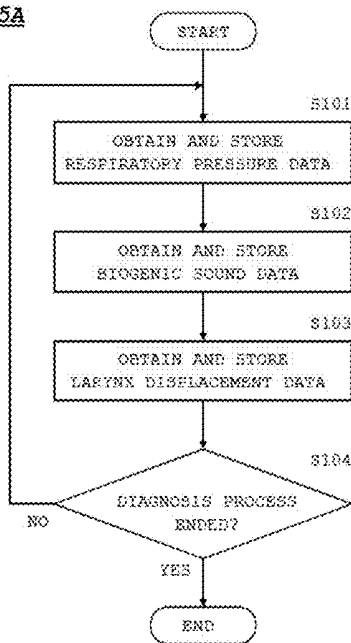 5A
START
S101
OBTAIN AND STORE
RESPIRATORY PRESSURE DATA
S102
OBTAIN AND STORE
BIOGENIC SOUND DATA
S103
OBTAIN AND STORE
LARYNX DISPLACEMENT DATA
S104
DIAGNOSIS PROCESS
ENDED?
NO
YES
END